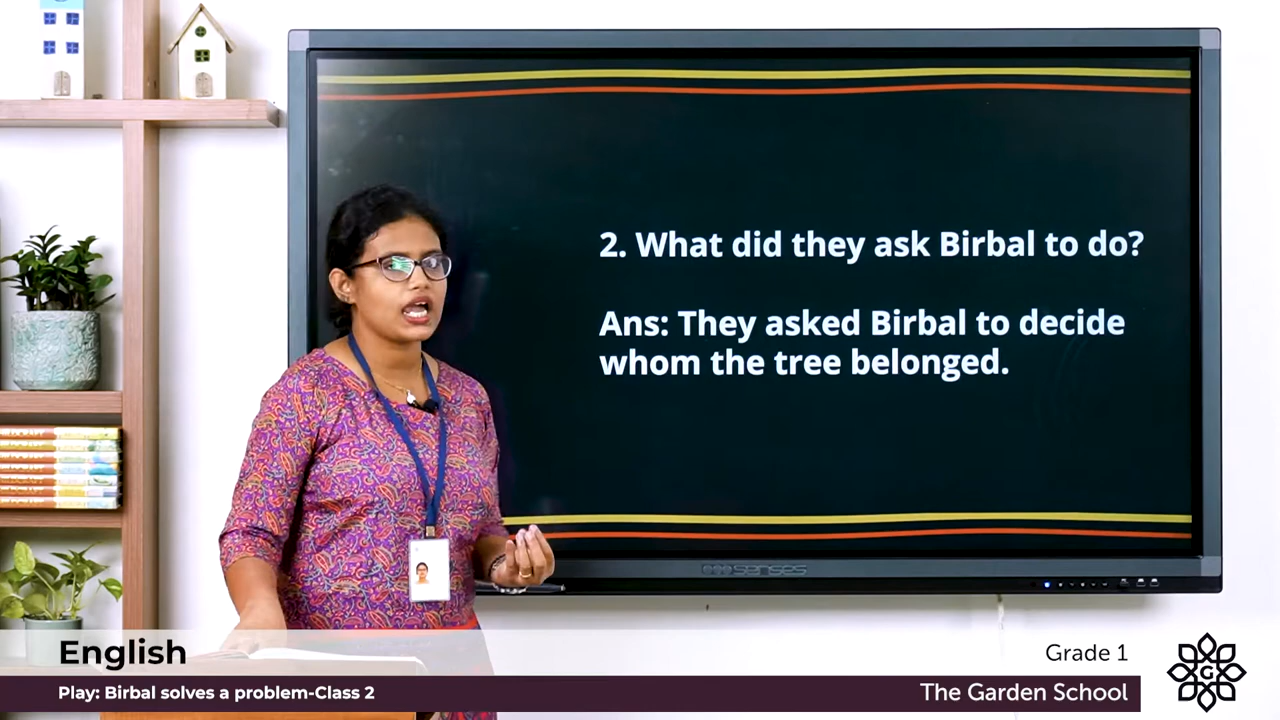 2. What did they ask Birbal to do?
Ans: They asked Birbal to decide
whom the tree belonged.
English
Grade 1
Play: Birbal solves a problem-Class 2
The Garden School
G